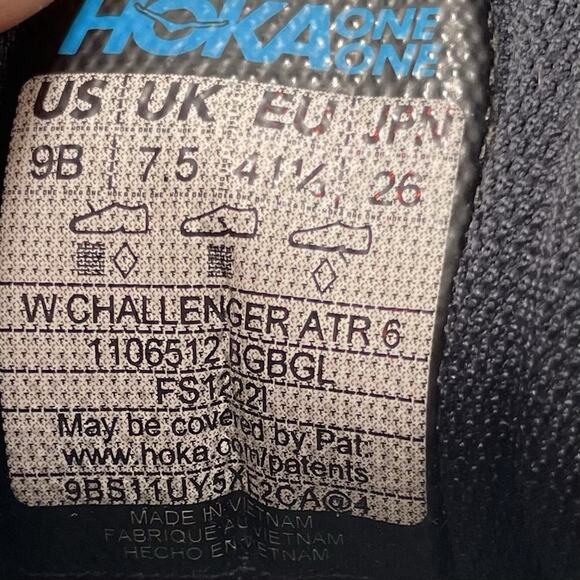 HOKA ONE ONE
US UK EU JPN
9B 7.5 41⅓ 26
W CHALLENGER ATR 6
1106512 BGBGL
FS1222I
May be covered by Pat.
www.hoka.com/patents
MADE IN VIETNAM
FABRIQUÉ AU VIETNAM
HECHO EN VIETNAM